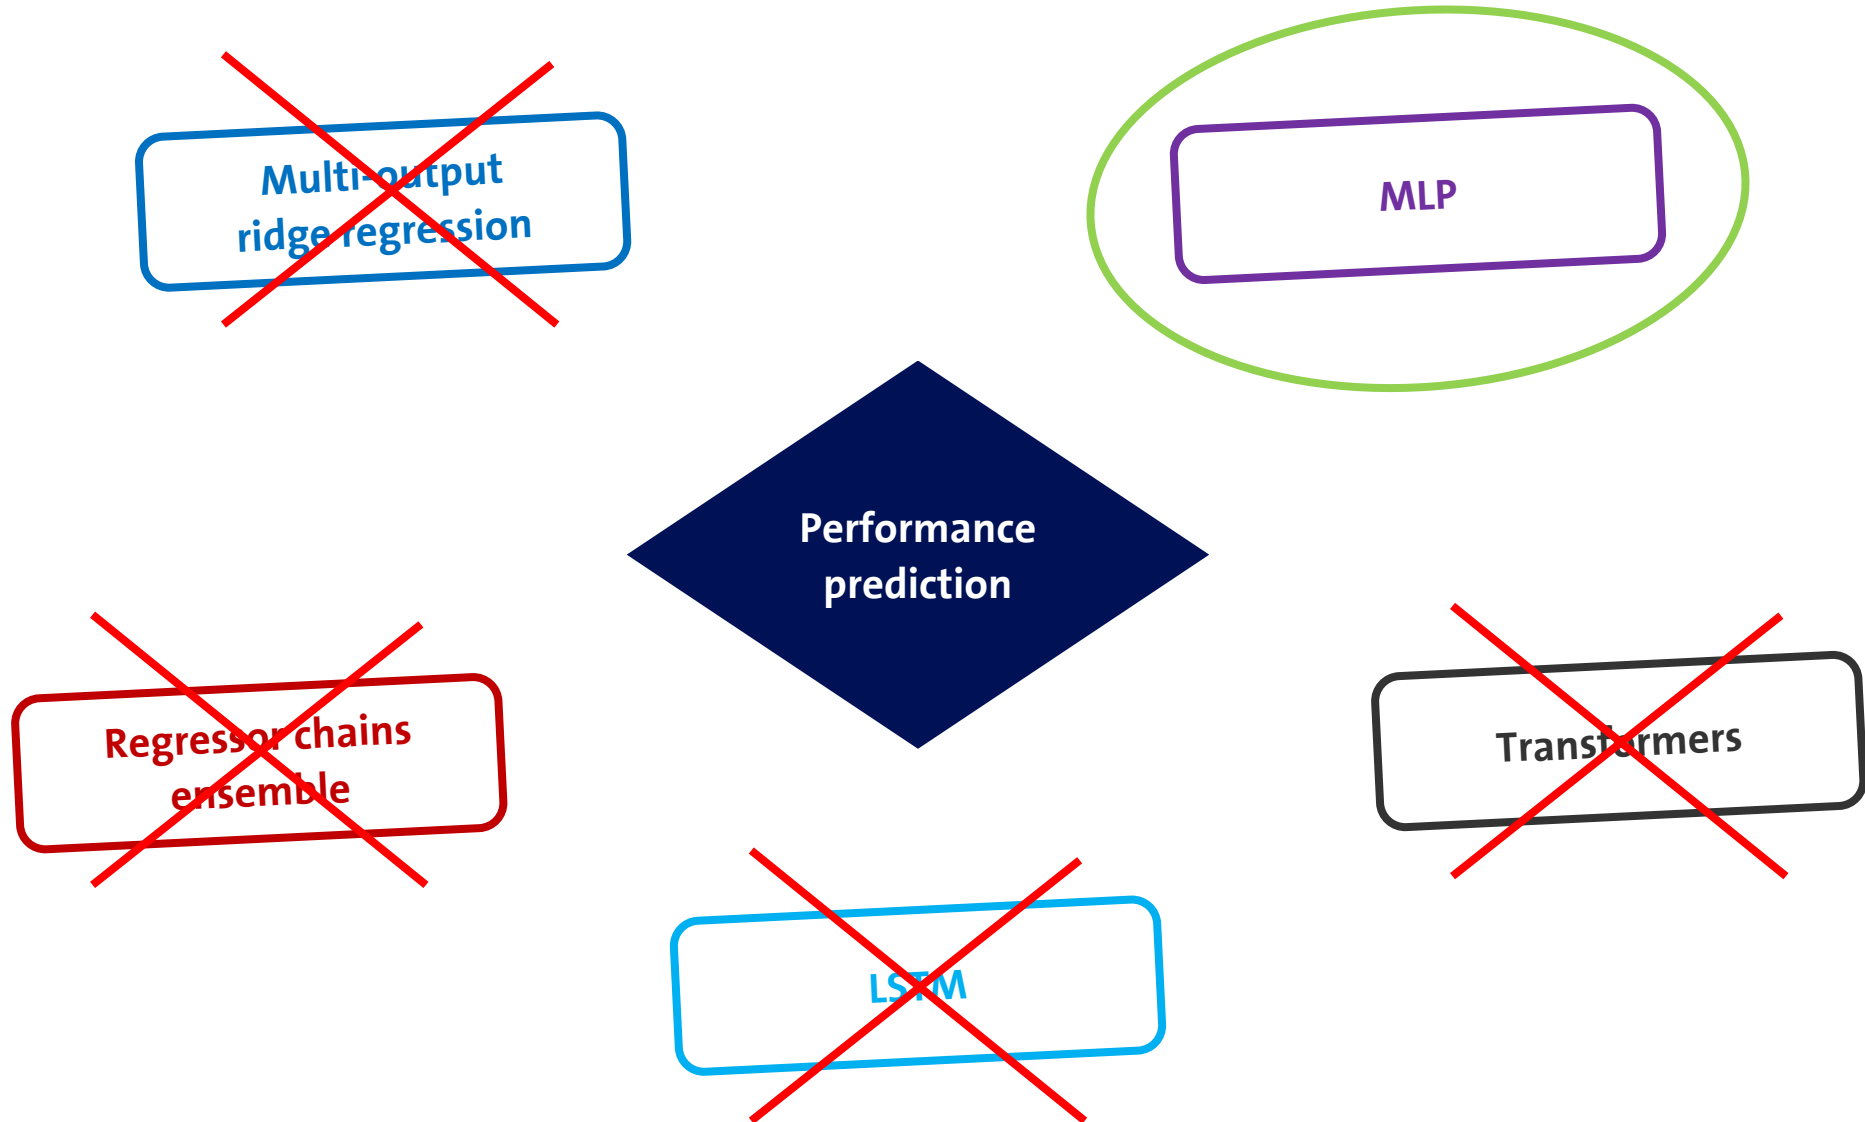 Multi-output
ridge regression
MLP
Performance
prediction
Regressor chains
ensemble
Transformers
LSTM